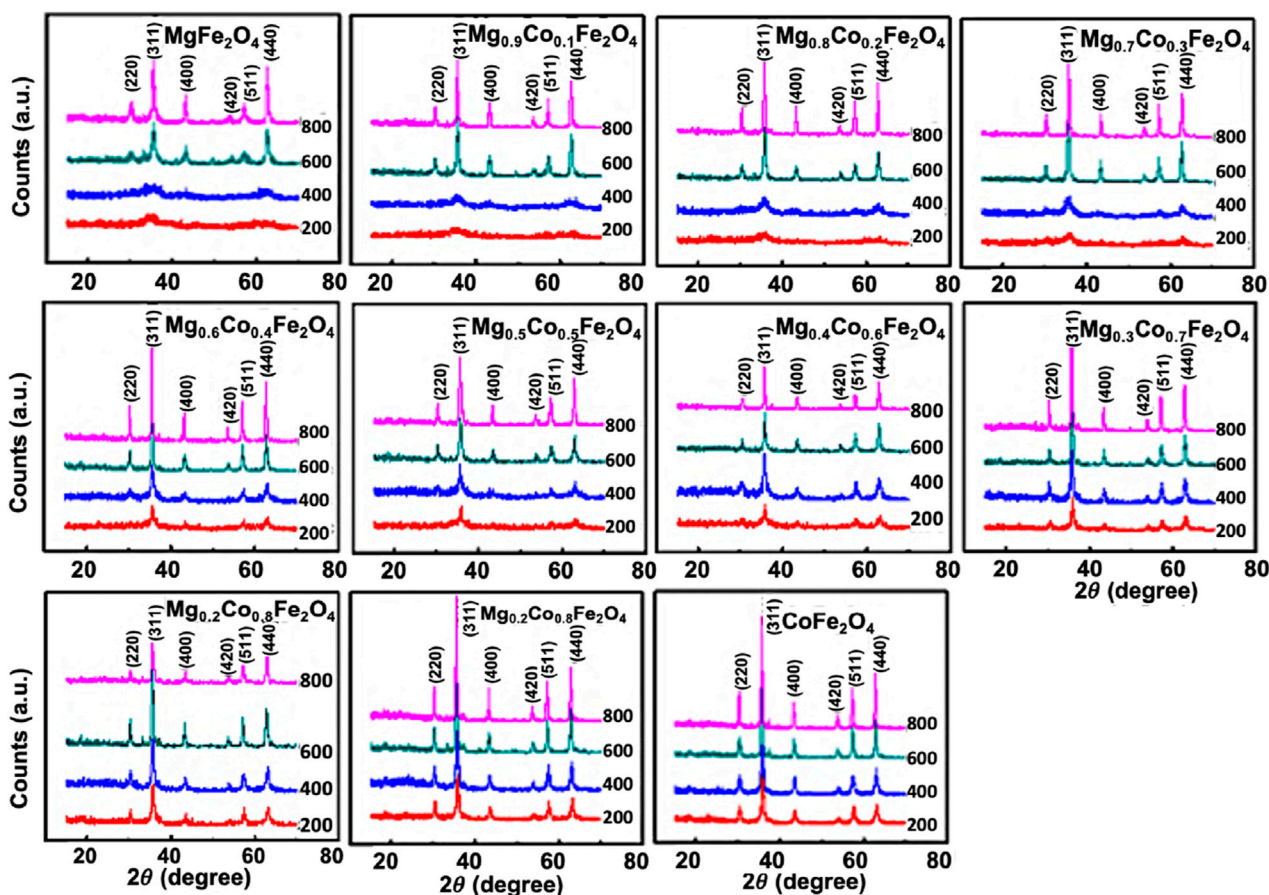 Counts (a.u.)
MgFe₂O₄
(220) (311) (400) (420) (511) (440)
800
600
400
200
20 40 60 80
Mg₀.₉Co₀.₁Fe₂O₄
(220) (311) (400) (420) (511) (440)
800
600
400
200
20 40 60 80
Mg₀.₈Co₀.₂Fe₂O₄
(220) (311) (400) (420) (511) (440)
800
600
400
200
20 40 60 80
Mg₀.₇Co₀.₃Fe₂O₄
(220) (311) (400) (420) (511) (440)
800
600
400
200
20 40 60 80
Counts (a.u.)
Mg₀.₆Co₀.₄Fe₂O₄
(220) (311) (400) (420) (511) (440)
800
600
400
200
20 40 60 80
Mg₀.₅Co₀.₅Fe₂O₄
(220) (311) (400) (420) (511) (440)
800
600
400
200
20 40 60 80
Mg₀.₄Co₀.₆Fe₂O₄
(220) (311) (400) (420) (511) (440)
800
600
400
200
20 40 60 80
Mg₀.₃Co₀.₇Fe₂O₄
(220) (311) (400) (420) (511) (440)
800
600
400
200
20 40 60 80
2θ (degree)
Counts (a.u.)
Mg₀.₂Co₀.₈Fe₂O₄
(220) (311) (400) (420) (511) (440)
800
600
400
200
20 40 60 80
2θ (degree)
Mg₀.₂Co₀.₈Fe₂O₄
(220) (311) (400) (420) (511) (440)
800
600
400
200
20 40 60 80
2θ (degree)
CoFe₂O₄
(220) (311) (400) (420) (511) (440)
800
600
400
200
20 40 60 80
2θ (degree)